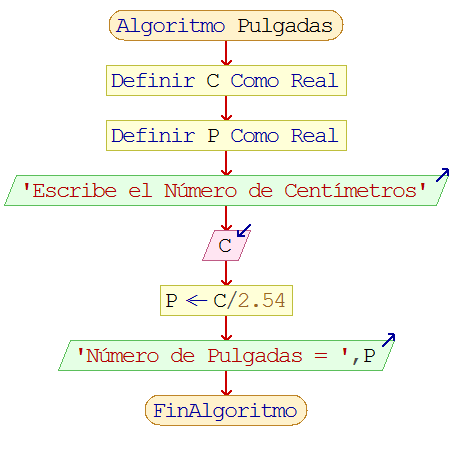 Algoritmo Pulgadas
Definir C Como Real
Definir P Como Real
'Escribe el Número de Centímetros'
C
P ← C/2.54
'Número de Pulgadas = ',P
FinAlgoritmo